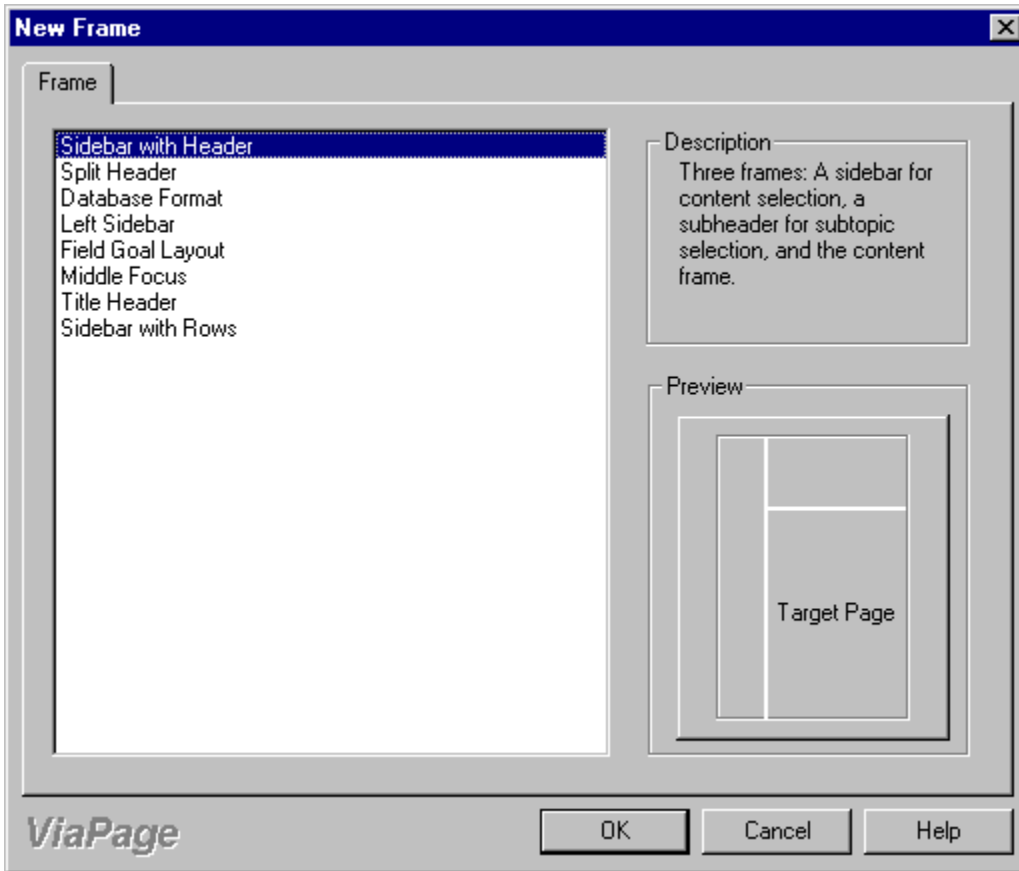 New Frame
Frame
Sidebar with Header
Split Header
Database Format
Left Sidebar
Field Goal Layout
Middle Focus
Title Header
Sidebar with Rows
Description
Three frames: A sidebar for
content selection, a
subheader for subtopic
selection, and the content
frame.
Preview
Target Page
ViaPage
OK
Cancel
Help